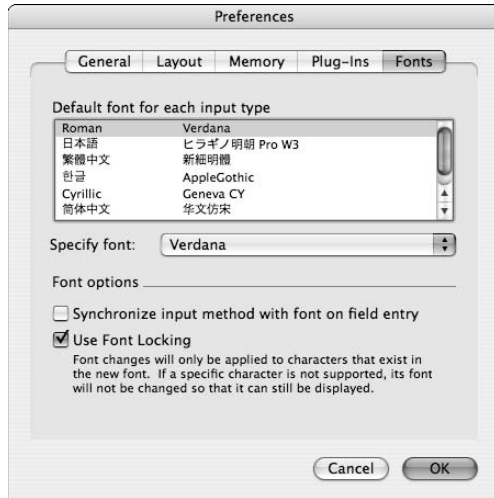 Preferences
General Layout Memory Plug-Ins Fonts
Default font for each input type
Roman Verdana
日本語 ヒラギノ明朝 Pro W3
繁體中文 新細明體
한글 AppleGothic
Cyrillic Geneva CY
简体中文 华文仿宋
Specify font: Verdana
Font options
Synchronize input method with font on field entry
Use Font Locking
Font changes will only be applied to characters that exist in
the new font. If a specific character is not supported, its font
will not be changed so that it can still be displayed.
Cancel OK